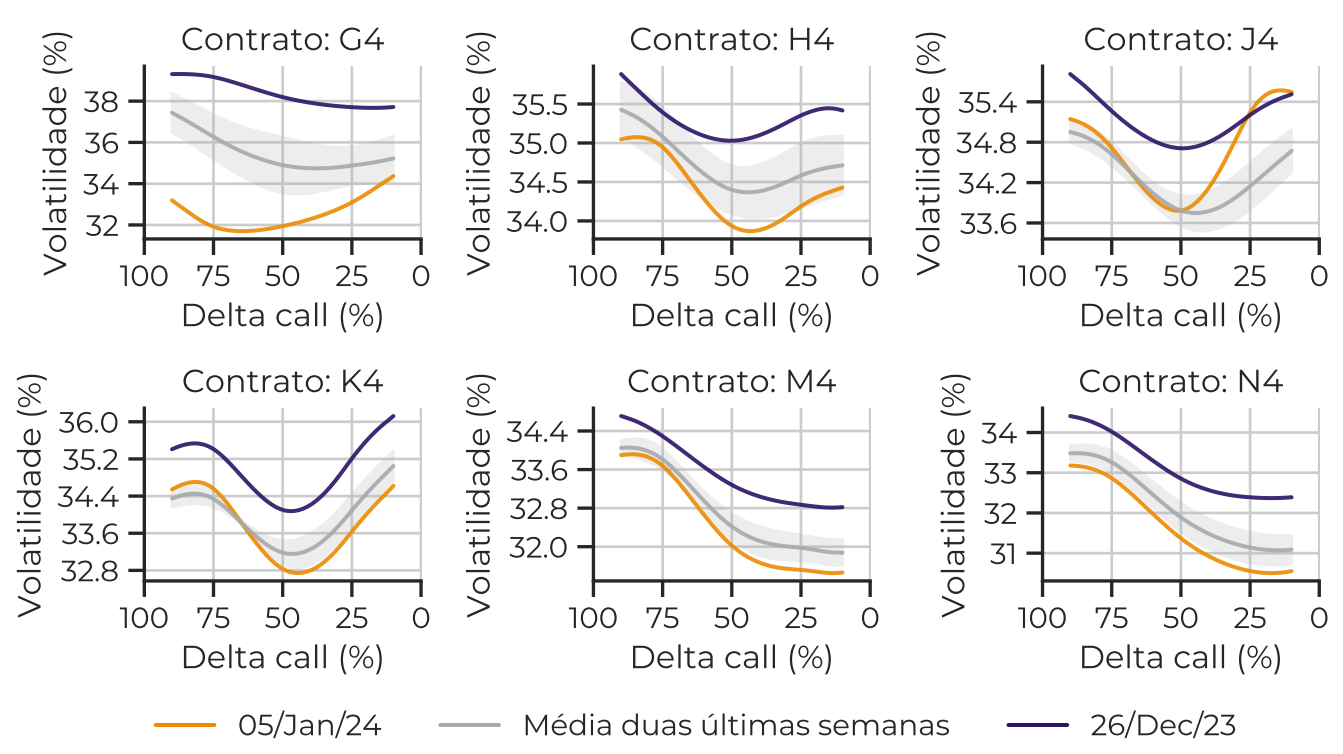 Contrato: G4
Volatilidade (%)
38
36
34
32
100 75 50 25 0
Delta call (%)
Contrato: H4
Volatilidade (%)
35.5
35.0
34.5
34.0
100 75 50 25 0
Delta call (%)
Contrato: J4
Volatilidade (%)
35.4
34.8
34.2
33.6
100 75 50 25 0
Delta call (%)
Contrato: K4
Volatilidade (%)
36.0
35.2
34.4
33.6
32.8
100 75 50 25 0
Delta call (%)
Contrato: M4
Volatilidade (%)
34.4
33.6
32.8
32.0
100 75 50 25 0
Delta call (%)
Contrato: N4
Volatilidade (%)
34
33
32
31
100 75 50 25 0
Delta call (%)
05/Jan/24 Média duas últimas semanas 26/Dec/23